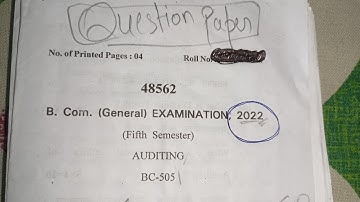 Question Paper
No. of Printed Pages : 04 Roll No.
48562
B. Com. (General) EXAMINATION, 2022
(Fifth Semester)
AUDITING
BC-505